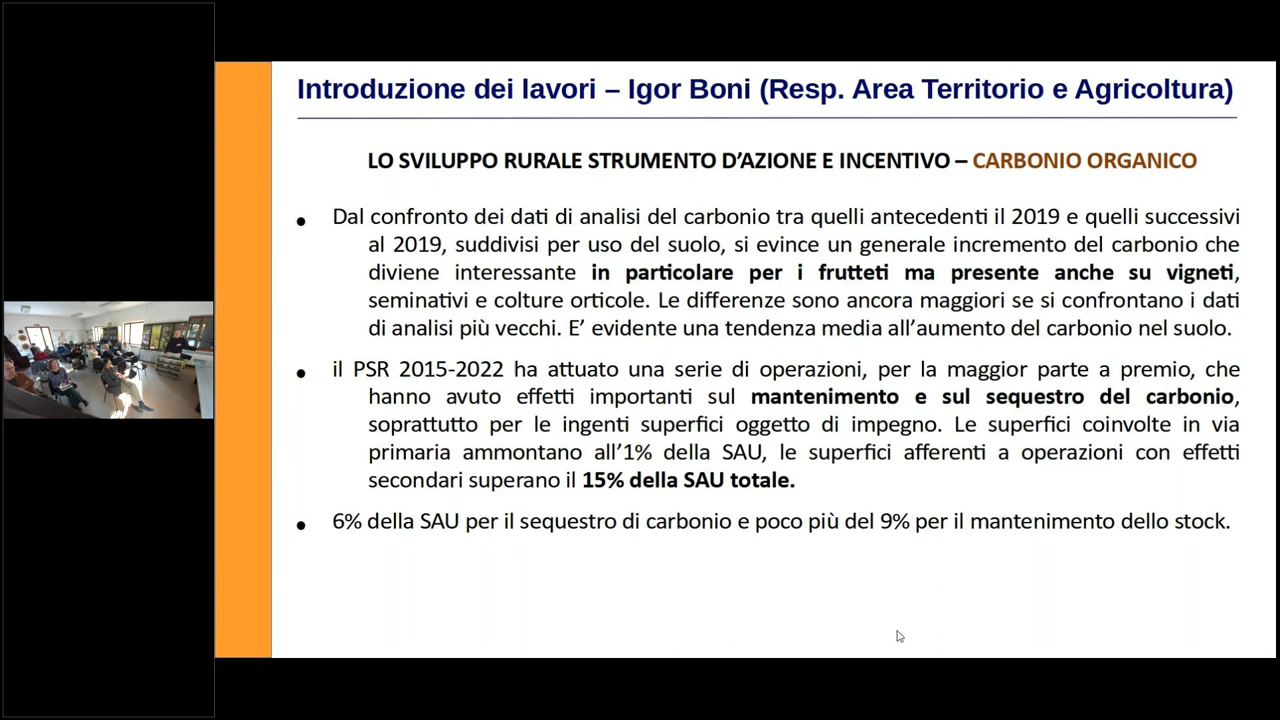 Introduzione dei lavori – Igor Boni (Resp. Area Territorio e Agricoltura)
LO SVILUPPO RURALE STRUMENTO D’AZIONE E INCENTIVO – CARBONIO ORGANICO
• Dal confronto dei dati di analisi del carbonio tra quelli antecedenti il 2019 e quelli successivi
al 2019, suddivisi per uso del suolo, si evince un generale incremento del carbonio che
diviene interessante in particolare per i frutteti ma presente anche su vigneti,
seminativi e colture orticole. Le differenze sono ancora maggiori se si confrontano i dati
di analisi più vecchi. E’ evidente una tendenza media all’aumento del carbonio nel suolo.
• il PSR 2015-2022 ha attuato una serie di operazioni, per la maggior parte a premio, che
hanno avuto effetti importanti sul mantenimento e sul sequestro del carbonio,
soprattutto per le ingenti superfici oggetto di impegno. Le superfici coinvolte in via
primaria ammontano all’1% della SAU, le superfici afferenti a operazioni con effetti
secondari superano il 15% della SAU totale.
• 6% della SAU per il sequestro di carbonio e poco più del 9% per il mantenimento dello stock.